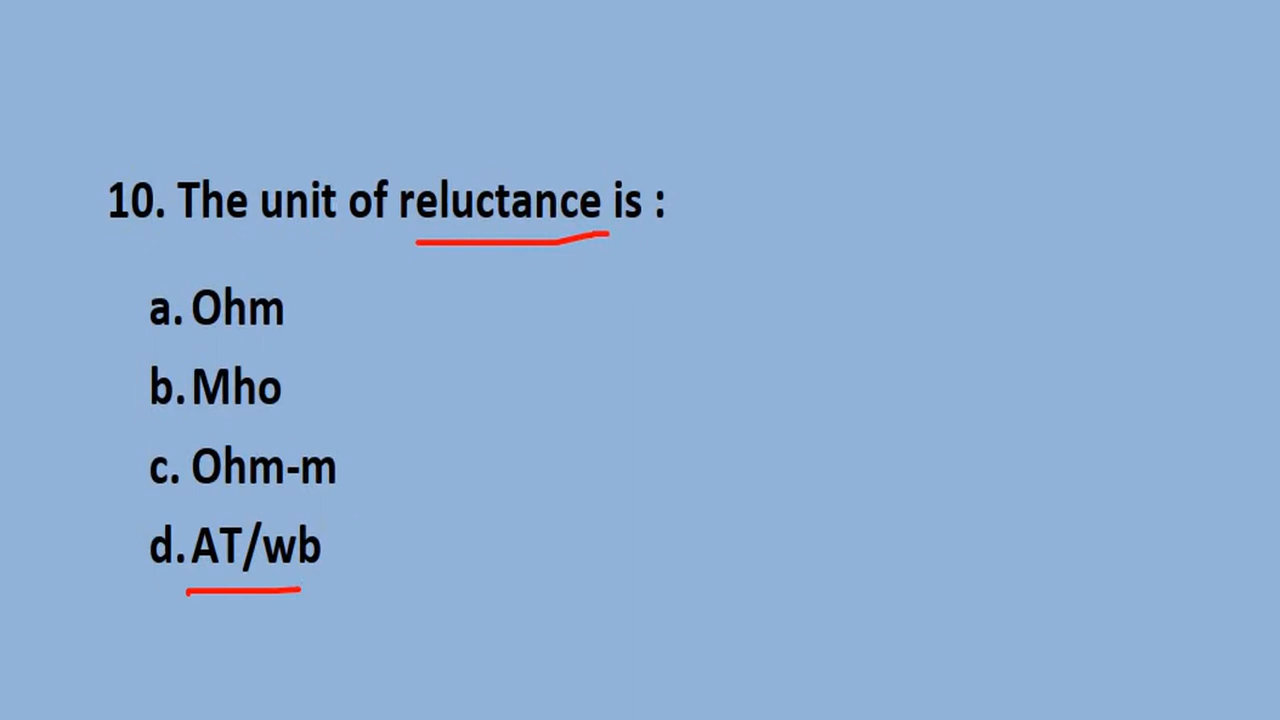 10. The unit of reluctance is :
a. Ohm
b. Mho
c. Ohm-m
d. AT/wb